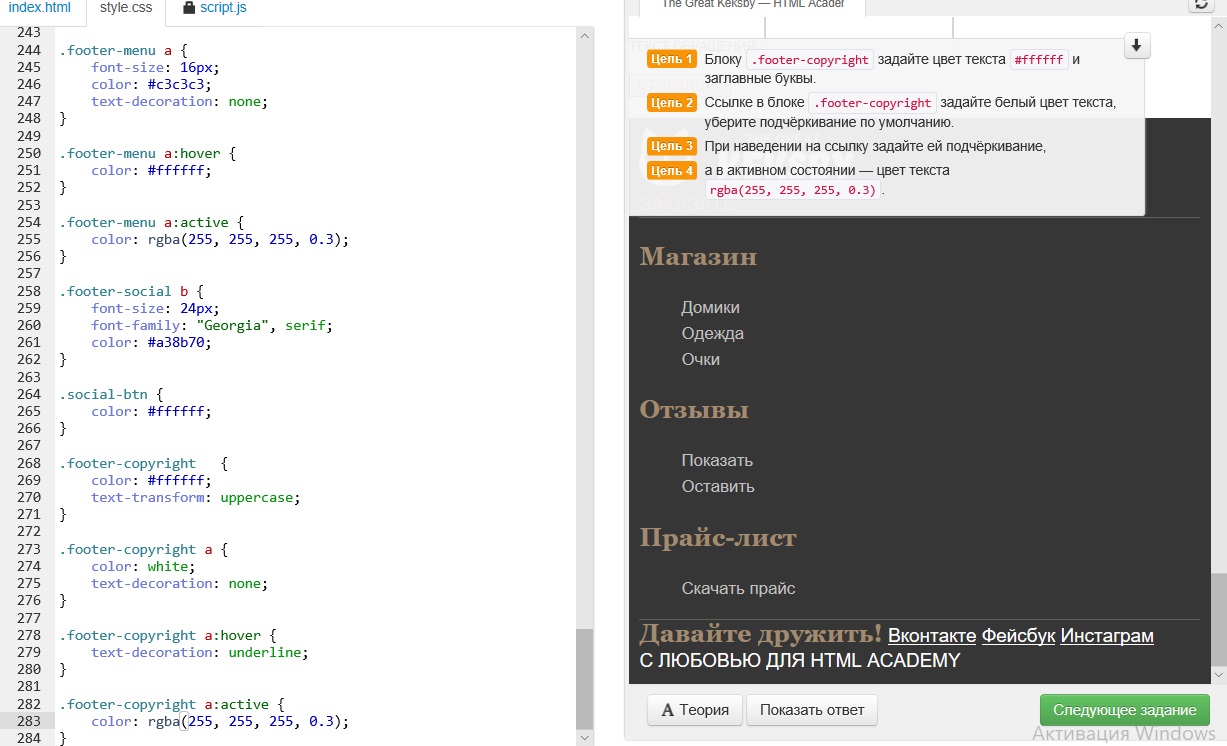 index.html style.css script.js
243
244 .footer-menu a {
245 font-size: 16px;
246 color: #c3c3c3;
247 text-decoration: none;
248 }
249
250 .footer-menu a:hover {
251 color: #ffffff;
252 }
253
254 .footer-menu a:active {
255 color: rgba(255, 255, 255, 0.3);
256 }
257
258 .footer-social b {
259 font-size: 24px;
260 font-family: "Georgia", serif;
261 color: #a38b70;
262 }
263
264 .social-btn {
265 color: #ffffff;
266 }
267
268 .footer-copyright {
269 color: #ffffff;
270 text-transform: uppercase;
271 }
272
273 .footer-copyright a {
274 color: white;
275 text-decoration: none;
276 }
277
278 .footer-copyright a:hover {
279 text-decoration: underline;
280 }
281
282 .footer-copyright a:active {
283 color: rgba(255, 255, 255, 0.3);
284 }
The Great Keksby — HTML Acader
Цель 1 Блоку .footer-copyright задайте цвет текста #ffffff и
заглавные буквы.
Цель 2 Ссылке в блоке .footer-copyright задайте белый цвет текста,
уберите подчёркивание по умолчанию.
Цель 3 При наведении на ссылку задайте ей подчёркивание,
Цель 4 а в активном состоянии — цвет текста
rgba(255, 255, 255, 0.3).
Магазин
Домики
Одежда
Очки
Отзывы
Показать
Оставить
Прайс-лист
Скачать прайс
Давайте дружить! Вконтакте Фейсбук Инстаграм
С ЛЮБОВЬЮ ДЛЯ HTML ACADEMY
A Теория Показать ответ Следующее задание
Активация Windows